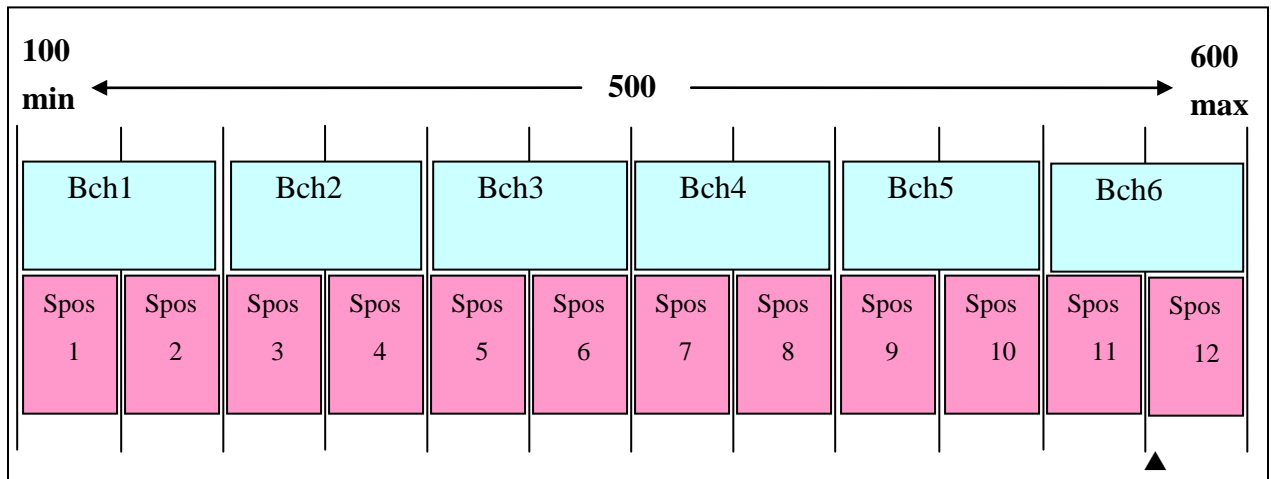 100
min
500
600
max
Bch1 Bch2 Bch3 Bch4 Bch5 Bch6
Spos Spos Spos Spos Spos Spos Spos Spos Spos Spos Spos Spos
1 2 3 4 5 6 7 8 9 10 11 12